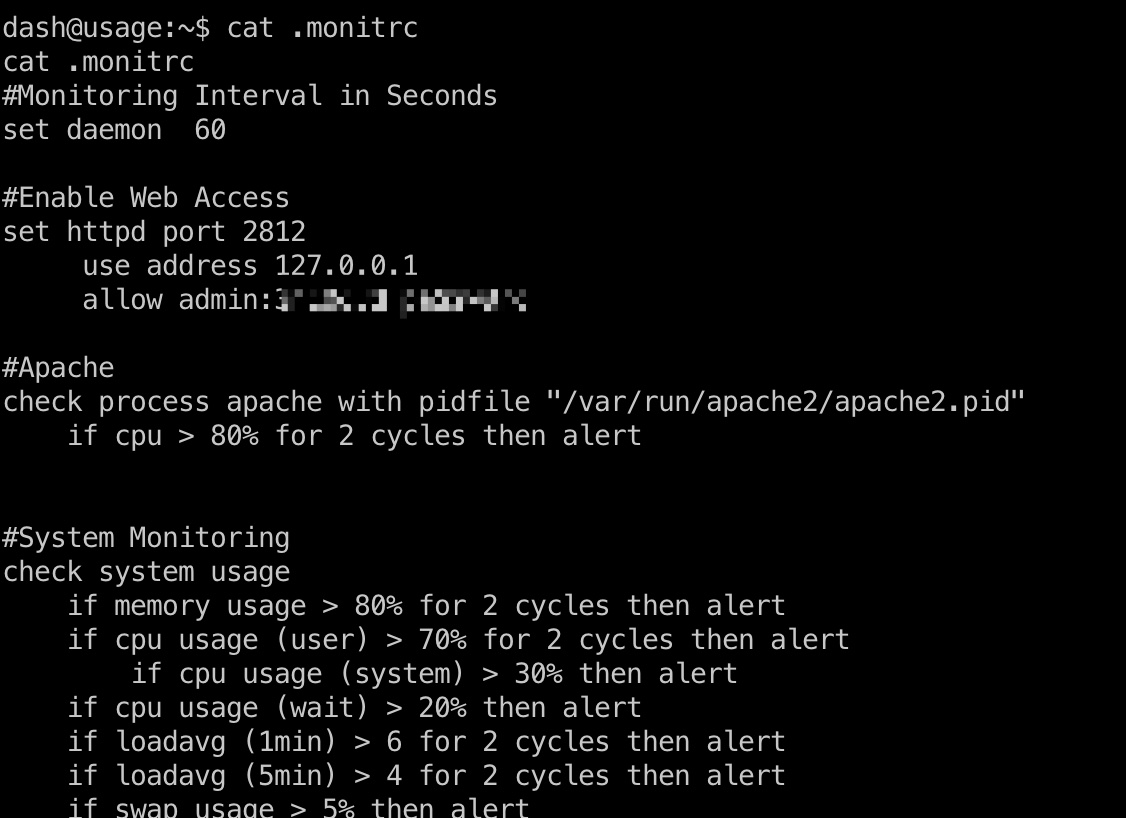 dash@usage:~$ cat .monitrc
cat .monitrc
#Monitoring Interval in Seconds
set daemon  60
#Enable Web Access
set httpd port 2812
     use address 127.0.0.1
     allow admin:
#Apache
check process apache with pidfile "/var/run/apache2/apache2.pid"
    if cpu > 80% for 2 cycles then alert
#System Monitoring
check system usage
    if memory usage > 80% for 2 cycles then alert
    if cpu usage (user) > 70% for 2 cycles then alert
        if cpu usage (system) > 30% then alert
    if cpu usage (wait) > 20% then alert
    if loadavg (1min) > 6 for 2 cycles then alert
    if loadavg (5min) > 4 for 2 cycles then alert
    if swap usage > 5% then alert